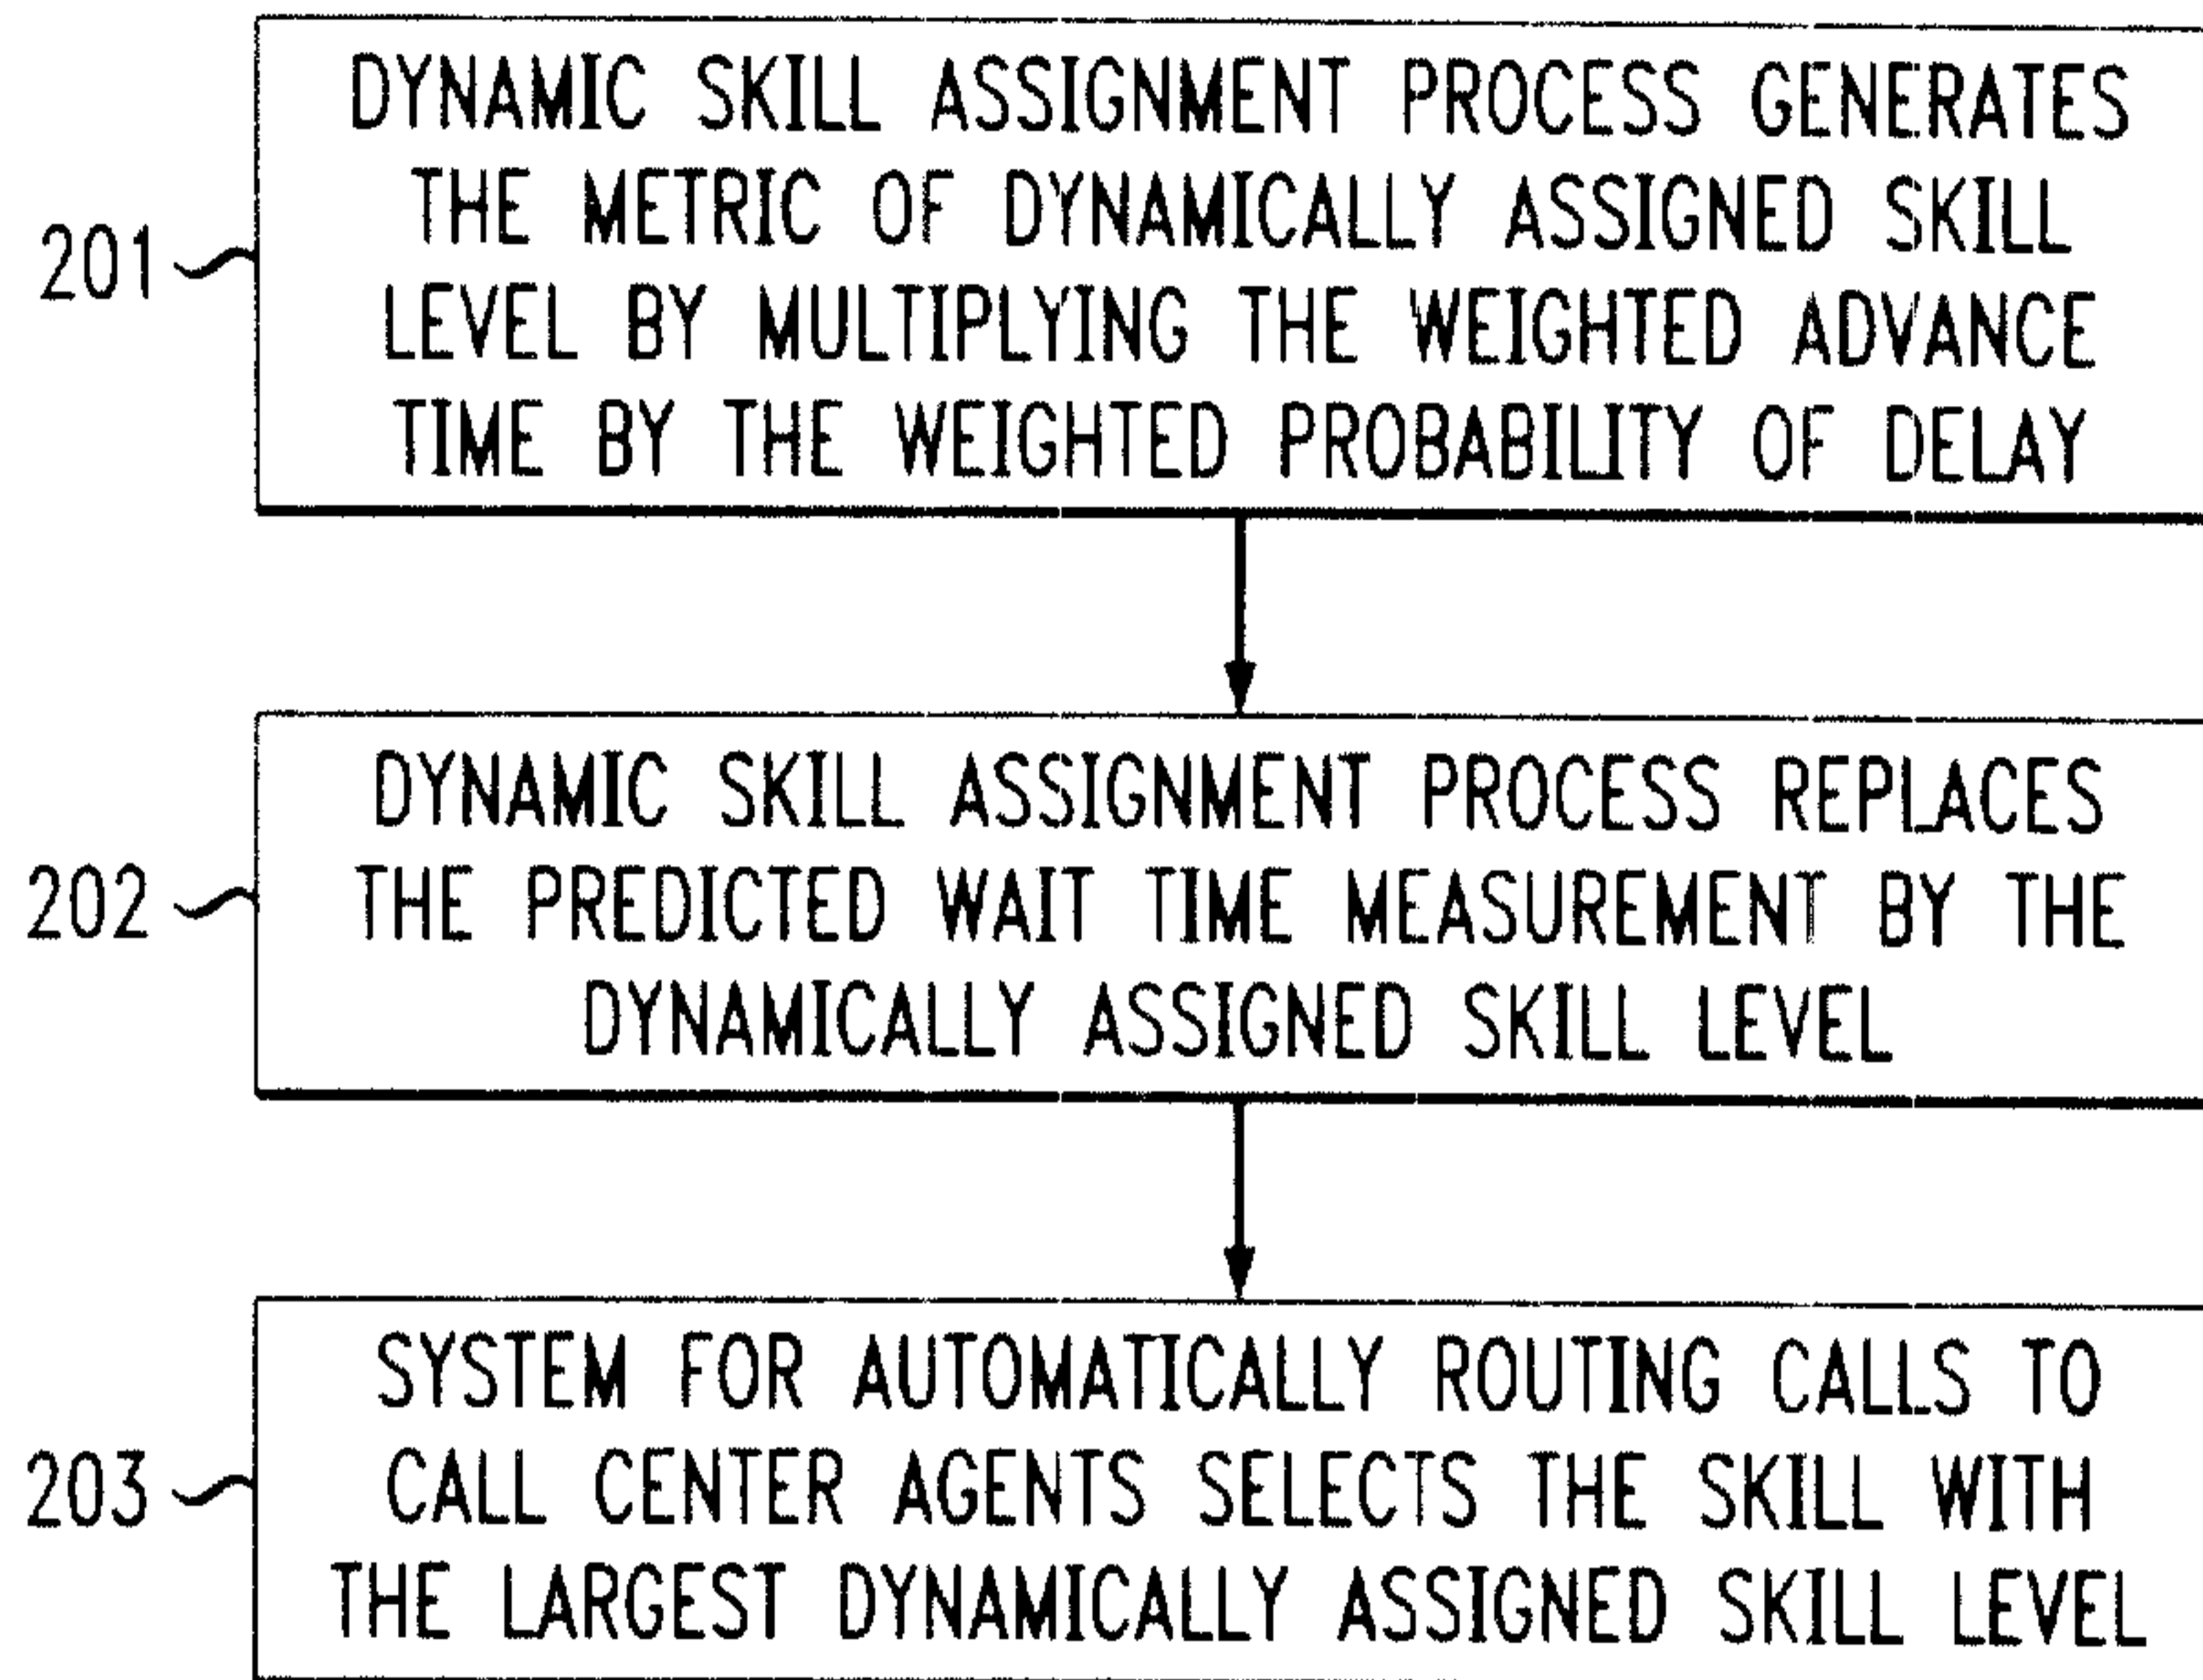 DYNAMIC SKILL ASSIGNMENT PROCESS GENERATES
THE METRIC OF DYNAMICALLY ASSIGNED SKILL
201
LEVEL BY MULTIPLYING THE WEIGHTED ADVANCE
TIME BY THE WEIGHTED PROBABILITY OF DELAY
DYNAMIC SKILL ASSIGNMENT PROCESS REPLACES
202
THE PREDICTED WAIT TIME MEASUREMENT BY THE
DYNAMICALLY ASSIGNED SKILL LEVEL
SYSTEM FOR AUTOMATICALLY ROUTING CALLS TO
203
CALL CENTER AGENTS SELECTS THE SKILL WITH
THE LARGEST DYNAMICALLY ASSIGNED SKILL LEVEL